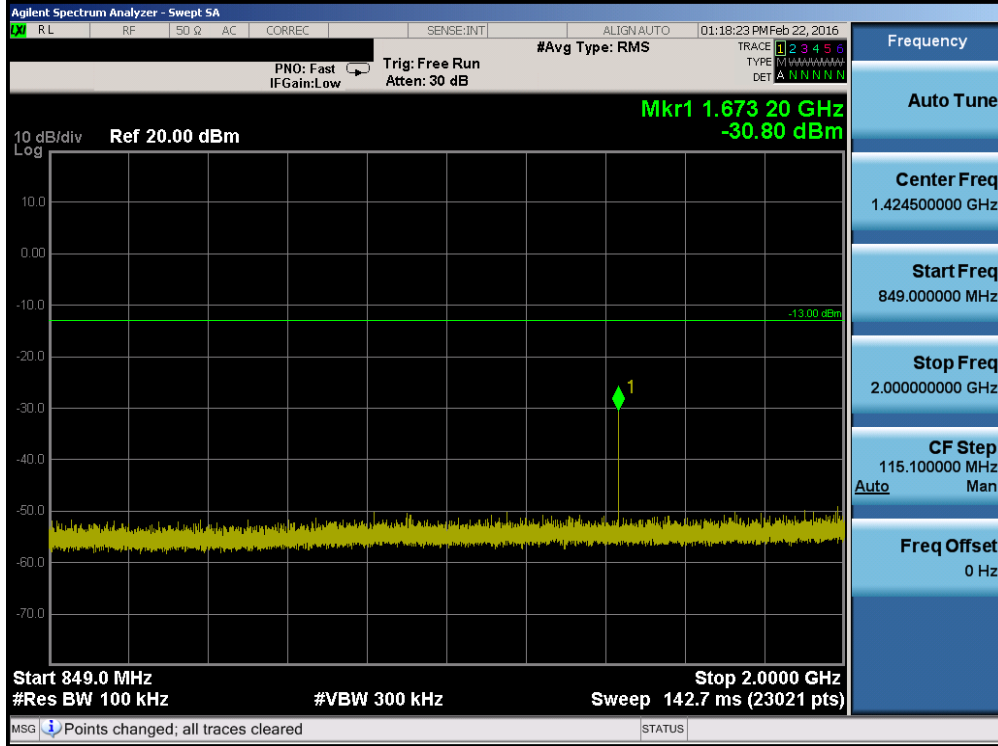 Agilent Spectrum Analyzer - Swept SA
LXI RL RF 50 Ω AC CORREC SENSE:INT ALIGNAUTO 01:18:23 PMFeb 22, 2016
#Avg Type: RMS
TRACE 1 2 3 4 5 6
PNO: Fast Trig: Free Run
TYPE M WWWWW
IFGain:Low Atten: 30 dB
DET A N N N N N
Mkr1 1.673 20 GHz
-30.80 dBm
10 dB/div Ref 20.00 dBm
Log
10.0
0.00
-10.0
-13.00 dBm
-20.0
1
-30.0
-40.0
-50.0
-60.0
-70.0
Start 849.0 MHz Stop 2.0000 GHz
#Res BW 100 kHz #VBW 300 kHz Sweep 142.7 ms (23021 pts)
MSG Points changed; all traces cleared STATUS
Frequency
Auto Tune
Center Freq
1.424500000 GHz
Start Freq
849.000000 MHz
Stop Freq
2.000000000 GHz
CF Step
115.100000 MHz
Auto Man
Freq Offset
0 Hz